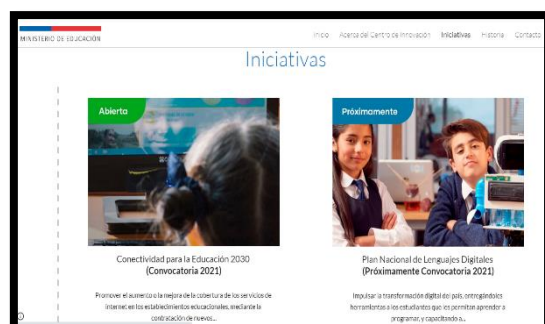 MINISTERIO DE EDUCACIÓN
Inicio Acerca del Centro de Innovación Iniciativas Historia Contacto
Iniciativas
Abierta
Próximamente
Conectividad para la Educación 2030
(Convocatoria 2021)
Promover el aumento o la mejora de la cobertura de los servicios de
Internet en los establecimientos educacionales, mediante la
contratación de nuevos...
Plan Nacional de Lenguajes Digitales
(Próximamente Convocatoria 2021)
Impulsar la transformación digital del país, entregándoles
herramientas a los estudiantes que les permitan aprender a
programar, y capacitando a...